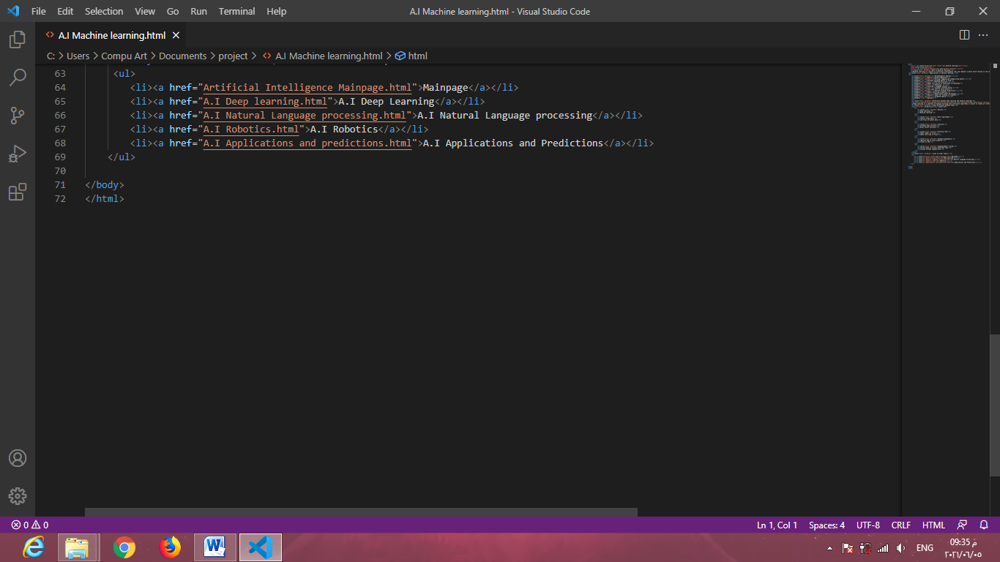 File Edit Selection View Go Run Terminal Help A.I Machine learning.html - Visual Studio Code
A.I Machine learning.html
C: > Users > Compu Art > Documents > project > A.I Machine learning.html > html
63 <ul>
64 <li><a href="Artificial Intelligence Mainpage.html">Mainpage</a></li>
65 <li><a href="A.I Deep learning.html">A.I Deep Learning</a></li>
66 <li><a href="A.I Natural Language processing.html">A.I Natural Language processing</a></li>
67 <li><a href="A.I Robotics.html">A.I Robotics</a></li>
68 <li><a href="A.I Applications and predictions.html">A.I Applications and Predictions</a></li>
69 </ul>
70
71 </body>
72 </html>
0 0 Ln 1, Col 1 Spaces: 4 UTF-8 CRLF HTML
ENG
09:35 م
٢٠٢١/٠٦/٠٥